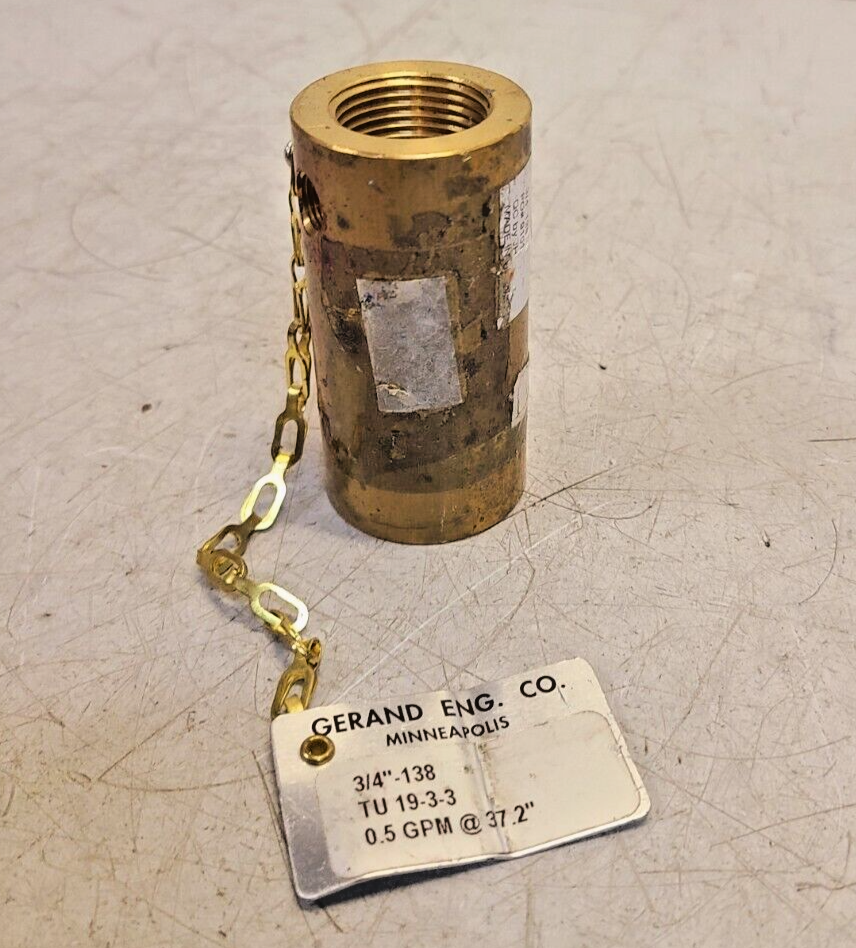 GERAND ENG. CO.
MINNEAPOLIS
3/4"-138
TU 19-3-3
0.5 GPM @ 37.2"